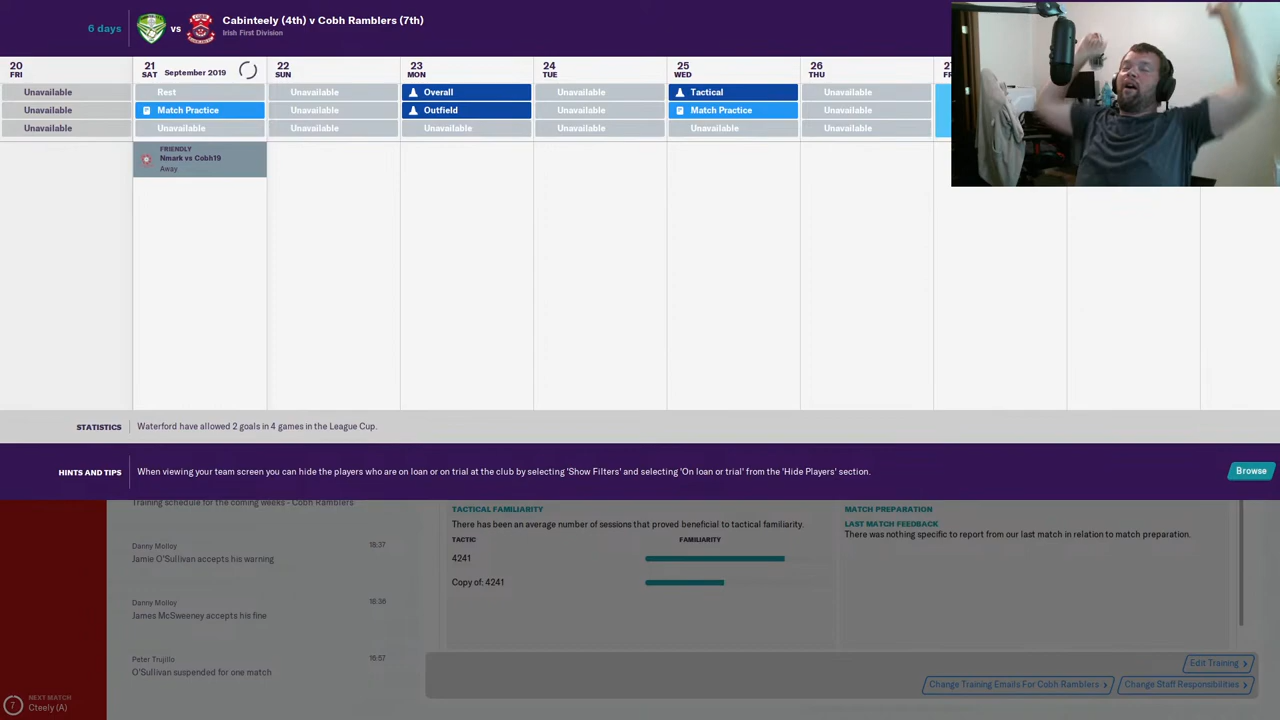 6 days
vs
Cabinteely (4th) v Cobh Ramblers (7th)
Irish First Division
20
FRI
21
SAT
September 2019
22
SUN
23
MON
24
TUE
25
WED
26
THU
27
Unavailable
Rest
Unavailable
Overall
Unavailable
Tactical
Unavailable
Unavailable
Match Practice
Unavailable
Outfield
Unavailable
Match Practice
Unavailable
Unavailable
Unavailable
Unavailable
Unavailable
Unavailable
Unavailable
Unavailable
FRIENDLY
Nmark vs Cobh19
Away
STATISTICS
Waterford have allowed 2 goals in 4 games in the League Cup.
HINTS AND TIPS
When viewing your team screen you can hide the players who are on loan or on trial at the club by selecting 'Show Filters' and selecting 'On loan or trial' from the 'Hide Players' section.
Browse
Training schedule for the coming weeks - Cobh Ramblers
Danny Molloy
18:37
Jamie O'Sullivan accepts his warning
Danny Molloy
18:36
James McSweeney accepts his fine
Peter Trujillo
16:57
O'Sullivan suspended for one match
TACTICAL FAMILIARITY
There has been an average number of sessions that proved beneficial to tactical familiarity.
TACTIC
FAMILIARITY
4241
Copy of: 4241
MATCH PREPARATION
LAST MATCH FEEDBACK
There was nothing specific to report from our last match in relation to match preparation.
Edit Training
Change Training Emails For Cobh Ramblers
Change Staff Responsibilities
7
NEXT MATCH
Cteely (A)